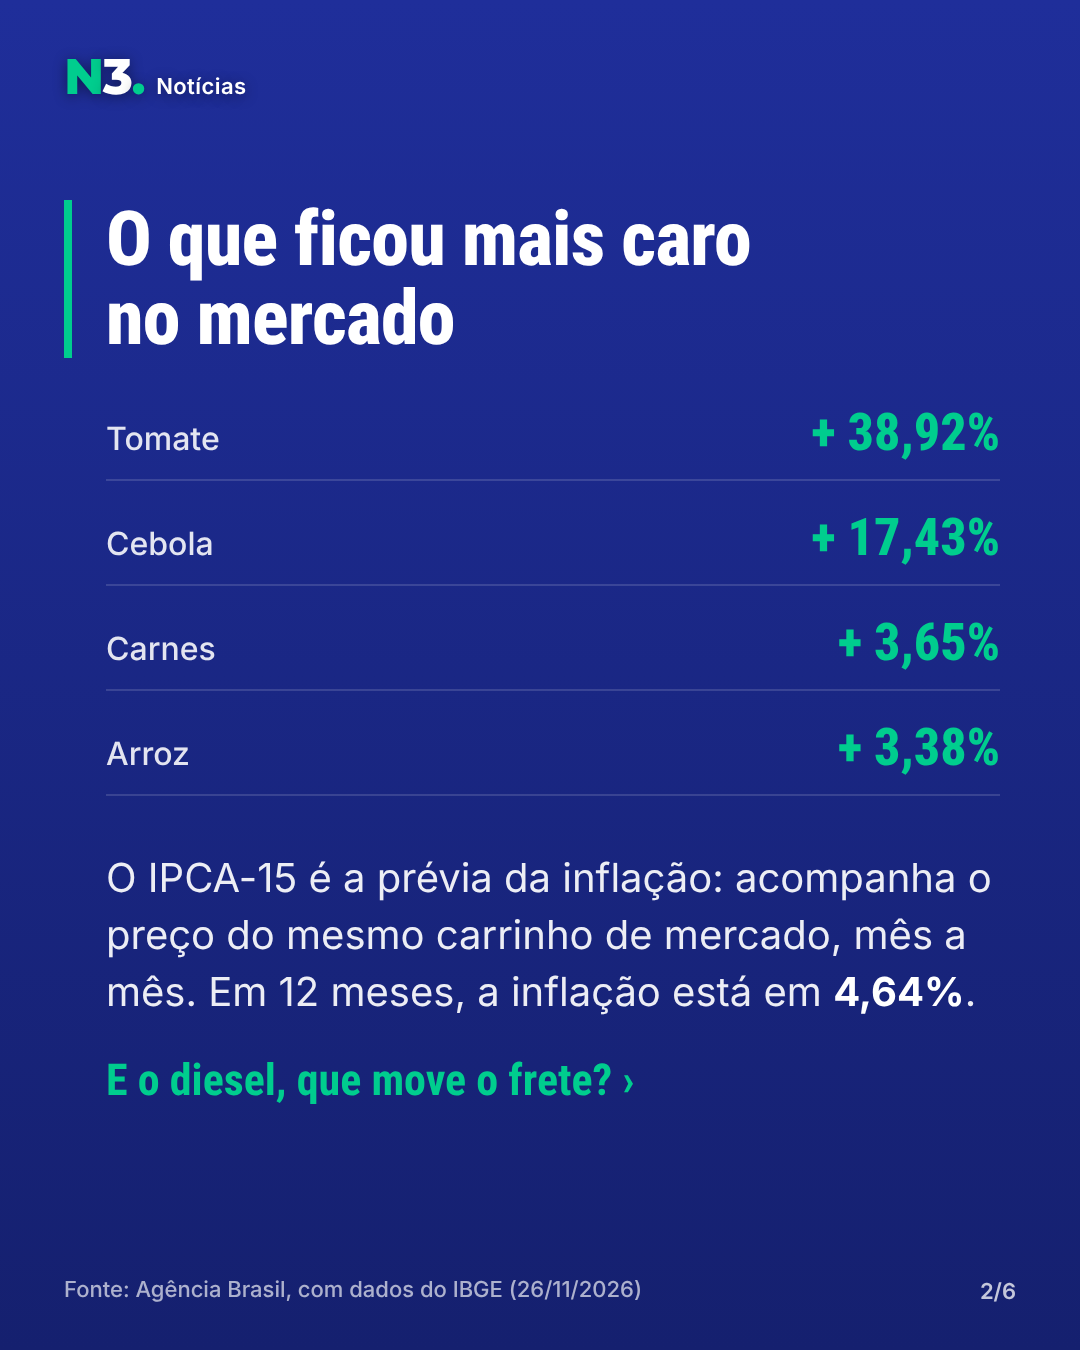 N3. Notícias
O que ficou mais caro
no mercado
Tomate + 38,92%
Cebola + 17,43%
Carnes + 3,65%
Arroz + 3,38%
O IPCA-15 é a prévia da inflação: acompanha o
preço do mesmo carrinho de mercado, mês a
mês. Em 12 meses, a inflação está em 4,64%.
E o diesel, que move o frete? ›
Fonte: Agência Brasil, com dados do IBGE (26/11/2026) 2/6